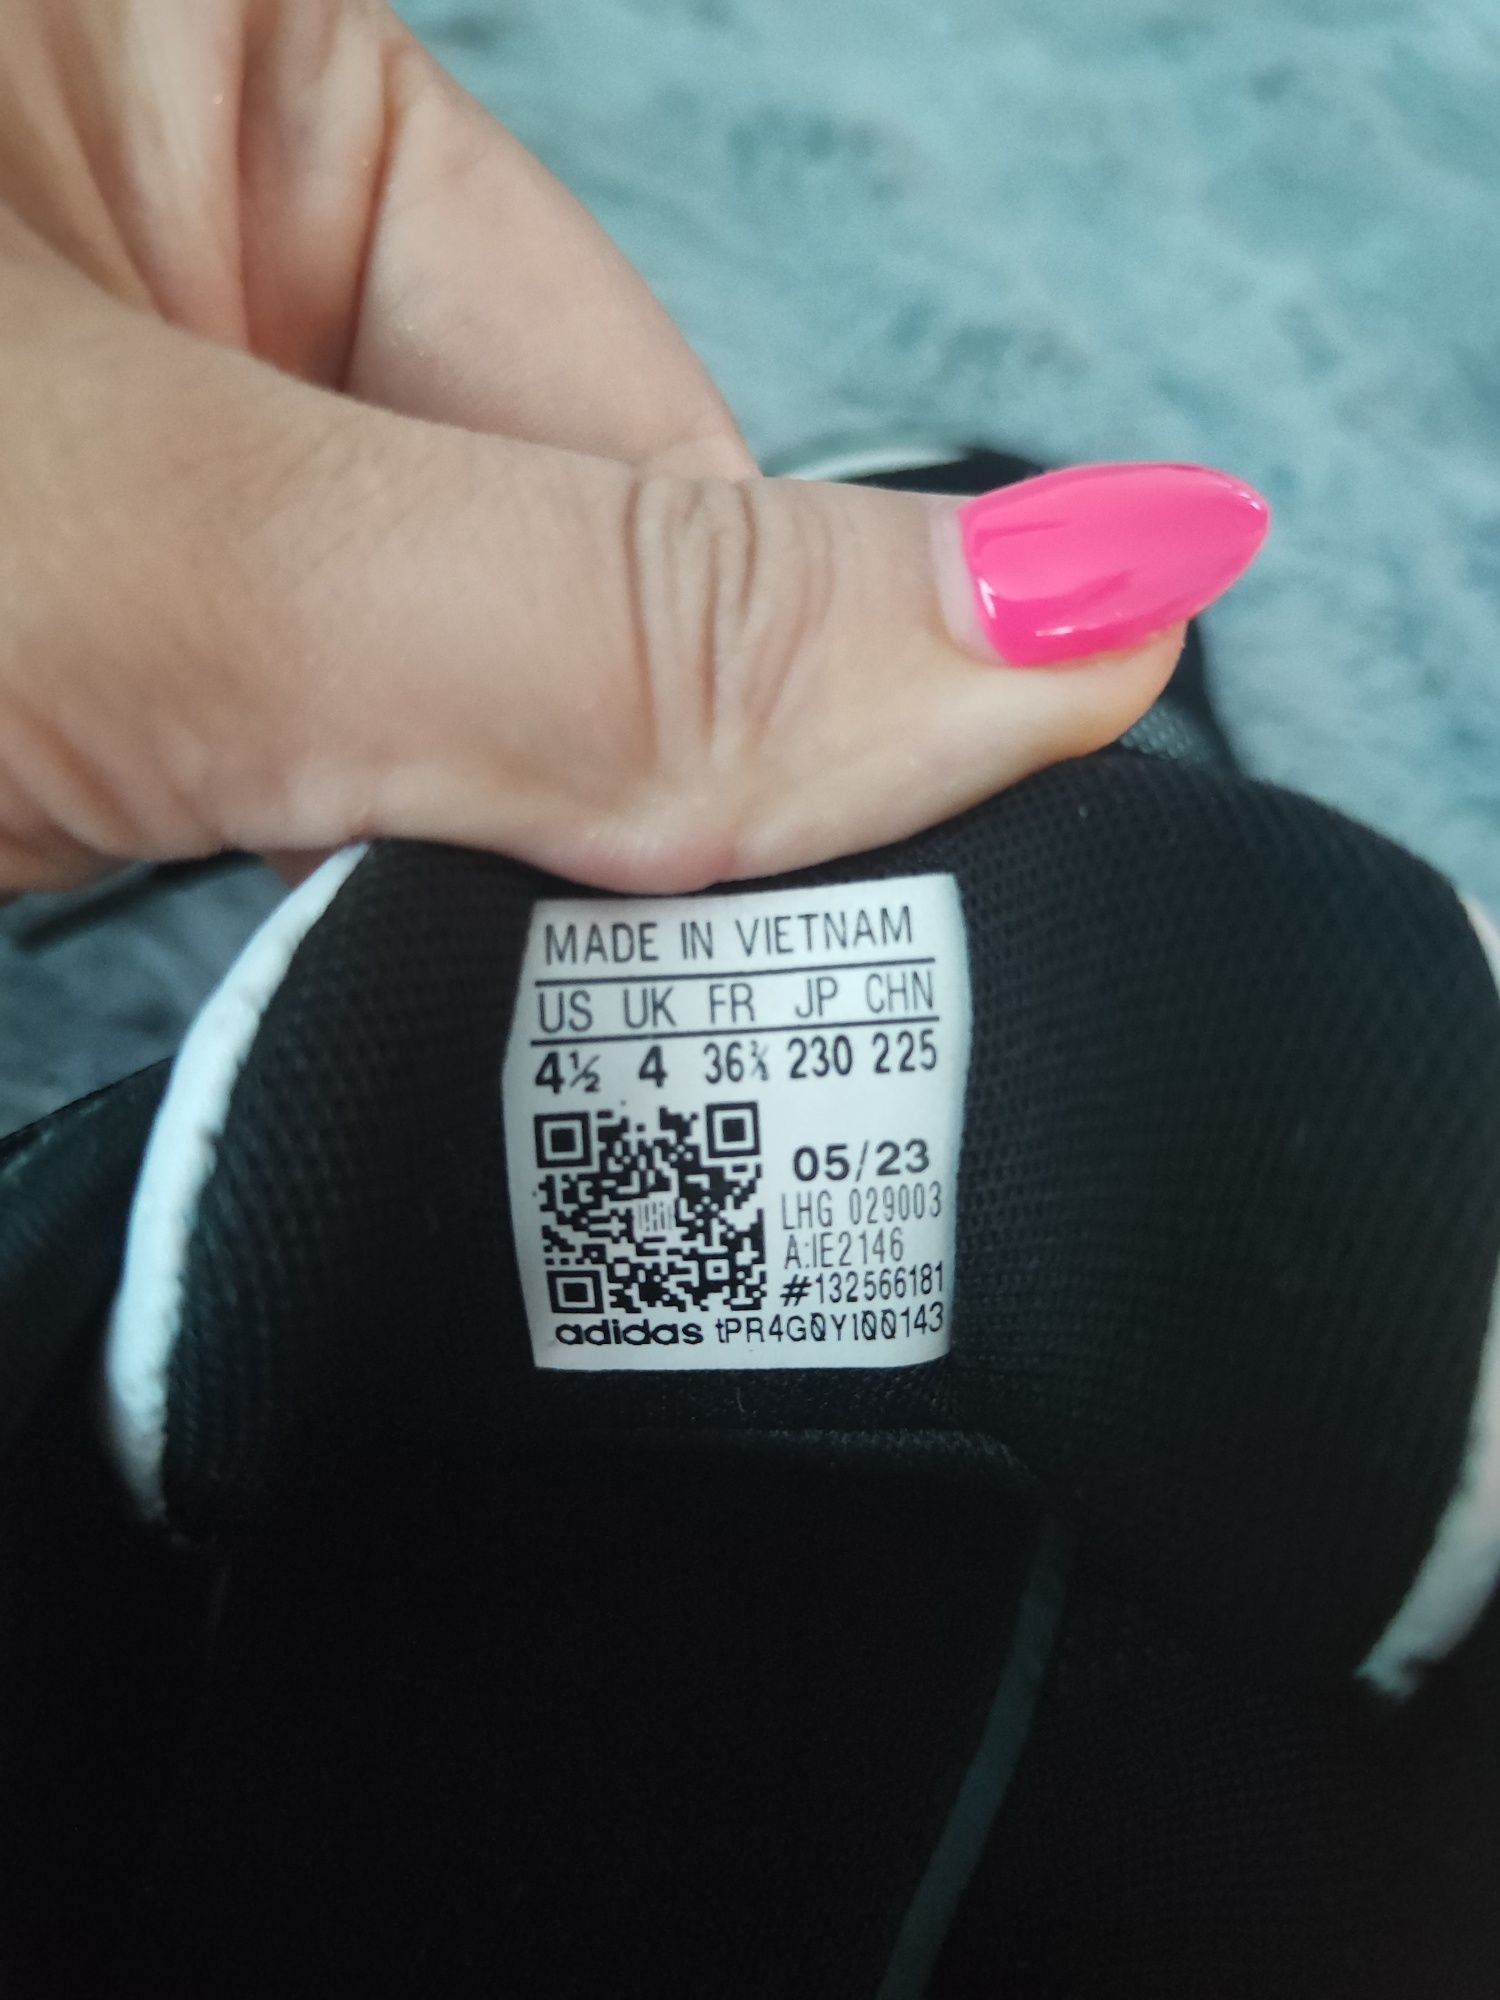 MADE IN VIETNAM
US UK FR JP CHN
4½ 4 36⅔ 230 225
05/23
LHG 029003
A:IE2146
#132566181
adidas tPR4G0YI00143